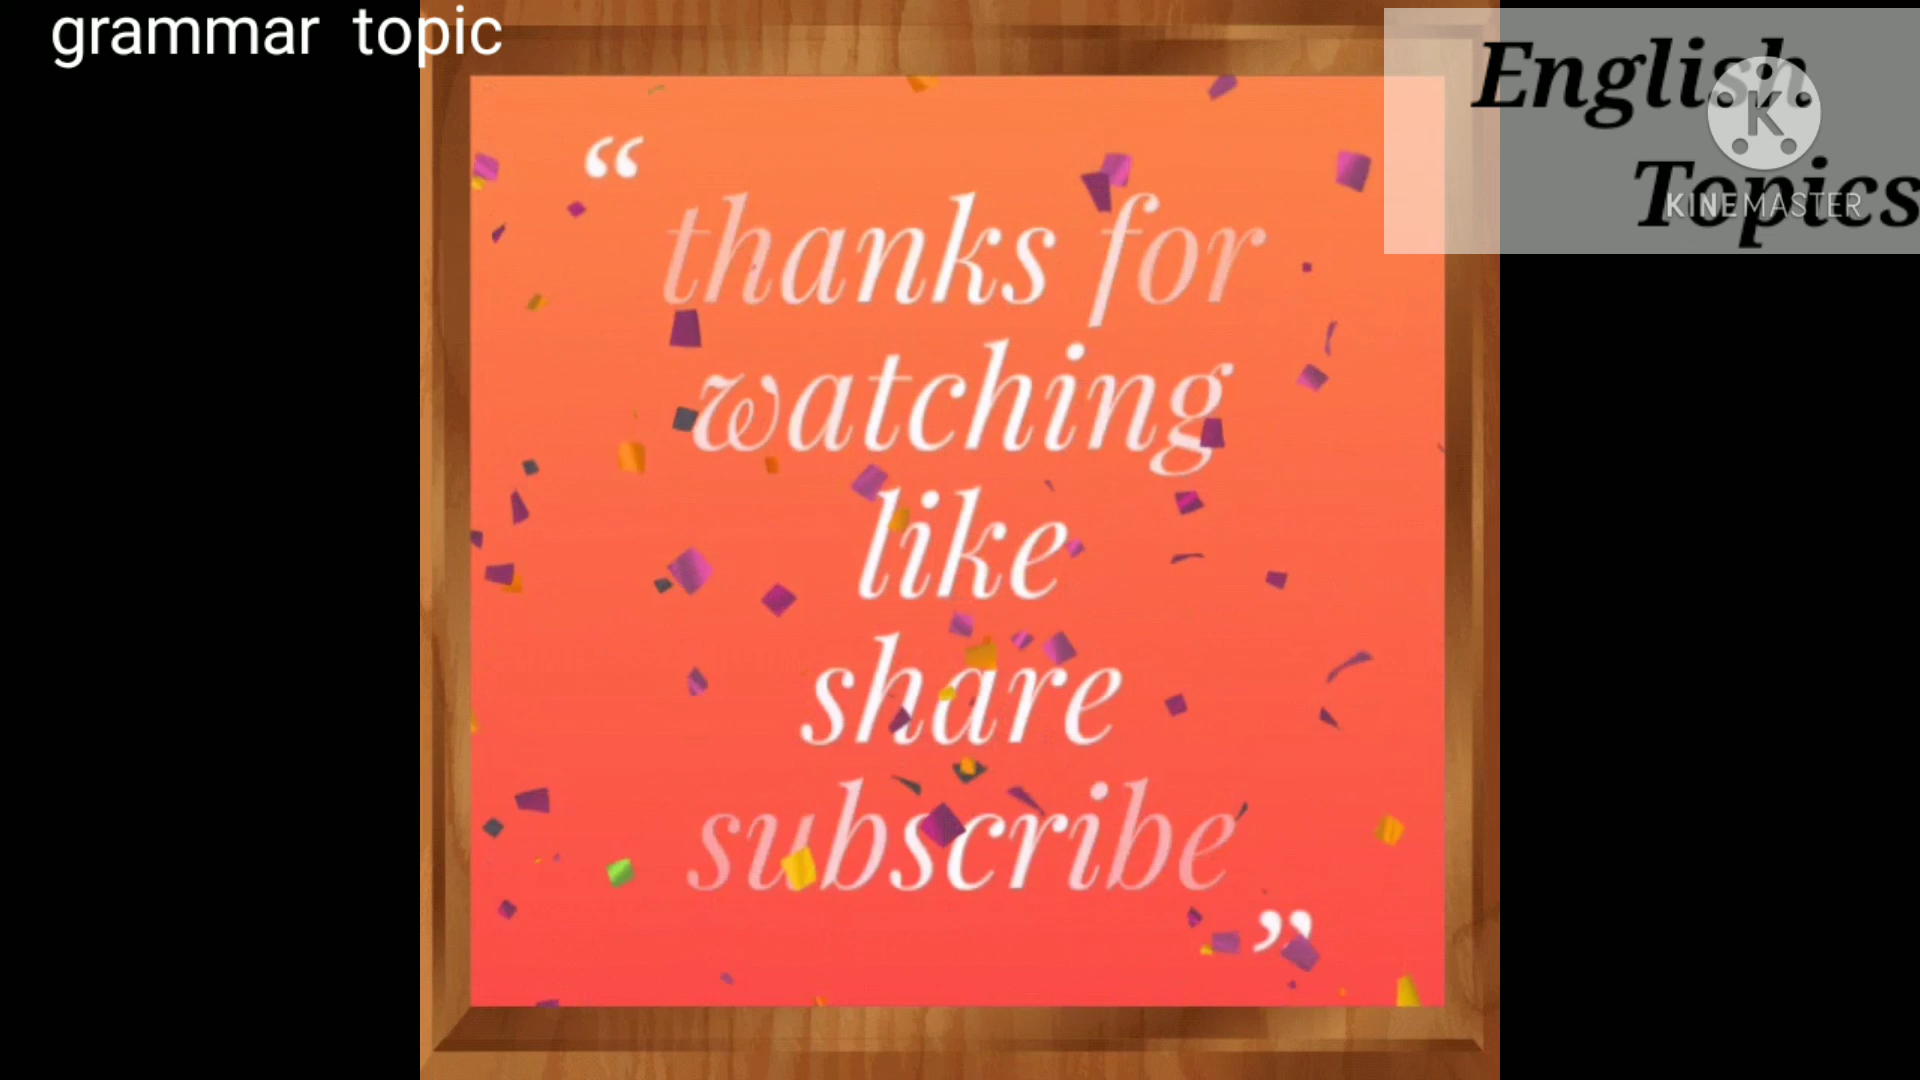 grammar topic
English
Topics
K
KINEMASTER
“
thanks for
watching
like
share
subscribe
”